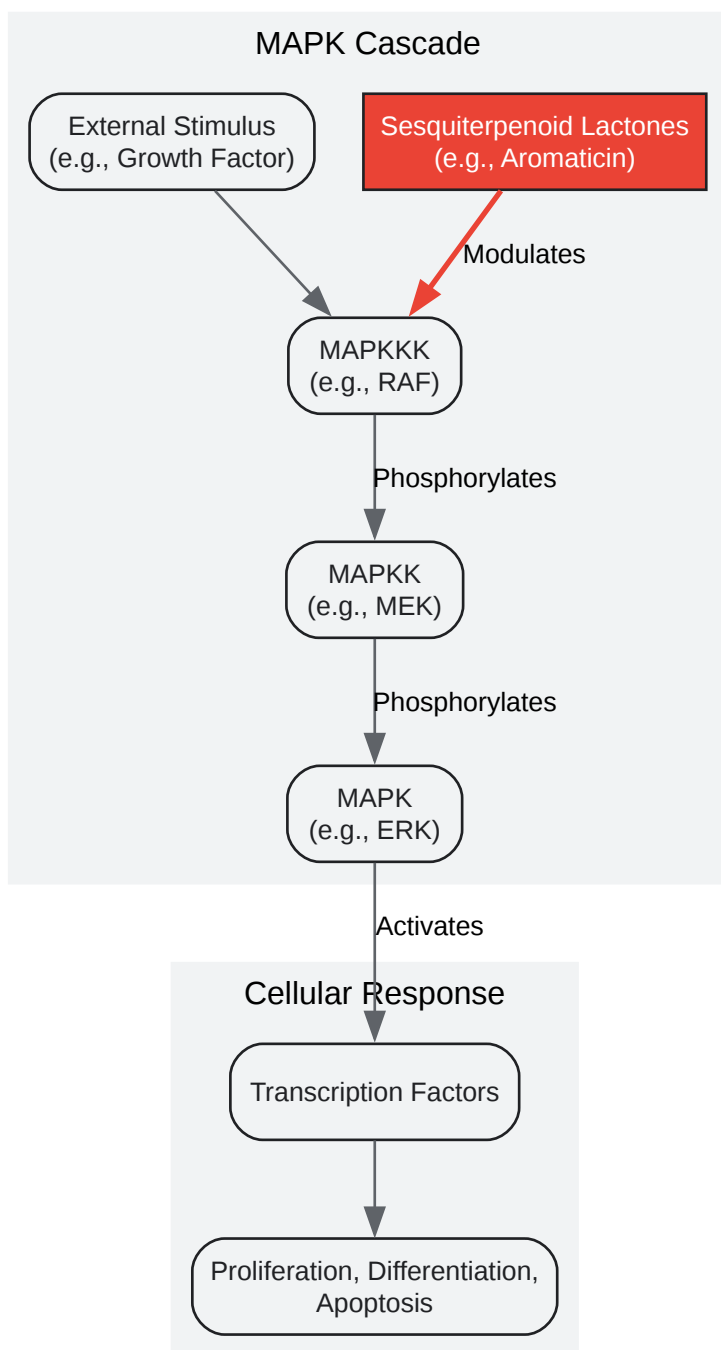 MAPK Cascade
External Stimulus
(e.g., Growth Factor)
Sesquiterpenoid Lactones
(e.g., Aromaticin)
Modulates
MAPKKK
(e.g., RAF)
Phosphorylates
MAPKK
(e.g., MEK)
Phosphorylates
MAPK
(e.g., ERK)
Activates
Cellular Response
Transcription Factors
Proliferation, Differentiation,
Apoptosis